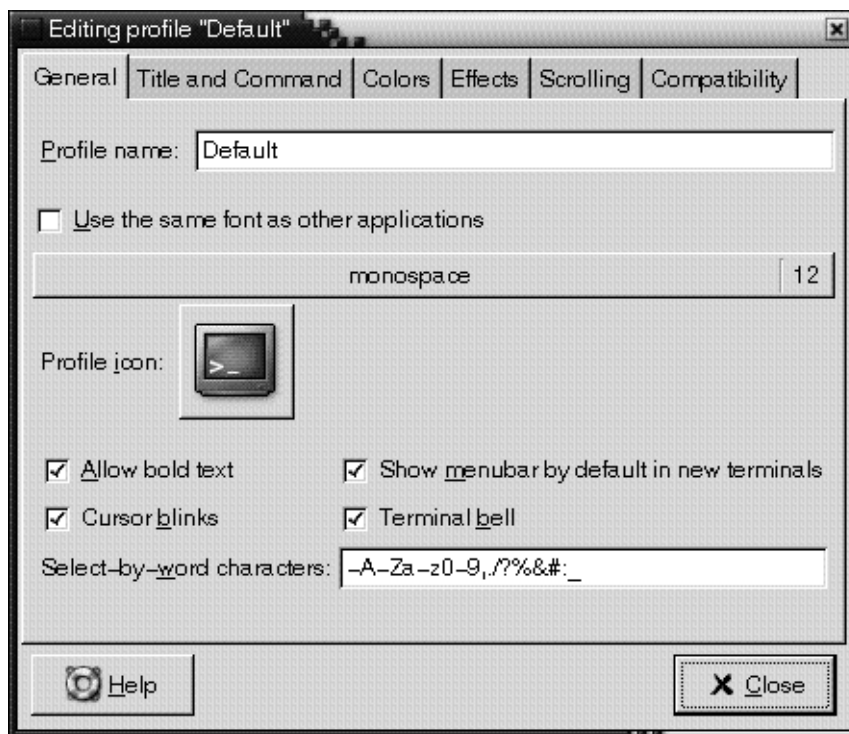 Editing profile "Default"
General Title and Command Colors Effects Scrolling Compatibility
Profile name: Default
Use the same font as other applications
monospace 12
Profile icon: >_
Allow bold text Show menubar by default in new terminals
Cursor blinks Terminal bell
Select-by-word characters: -A-Za-z0-9,./?%&#:_
Help Close